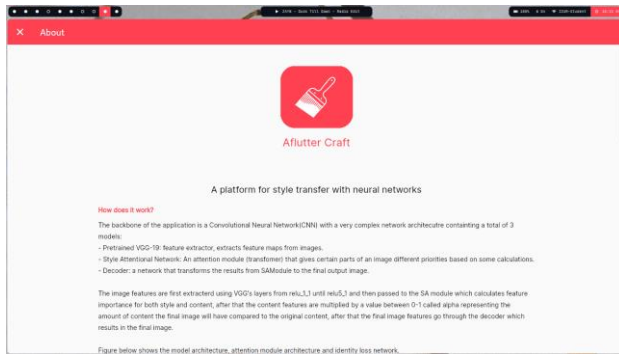 About
Aflutter Craft
A platform for style transfer with neural networks
How does it work?
The backbone of the application is a Convolutional Neural Network(CNN) with a very complex network architecutre containting a total of 3
models:
- Pretrained VGG-19: feature extractor, extracts feature maps from images.
- Style Attentional Network: An attention module (transfomer) that gives certain parts of an image different priorities based on some calculations.
- Decoder: a network that transforms the results from SAModule to the final output image.
The image features are first extracterd using VGG's layers from relu_1_1 until relu5_1 and then passed to the SA module which calculates feature
importance for both style and content, after that the content features are multiplied by a value between 0-1 called alpha representing the
amount of content the final image will have compared to the original content, after that the final image features go through the decoder which
results in the final image.
Figure below shows the model architecture, attention module architecture and identity loss network.